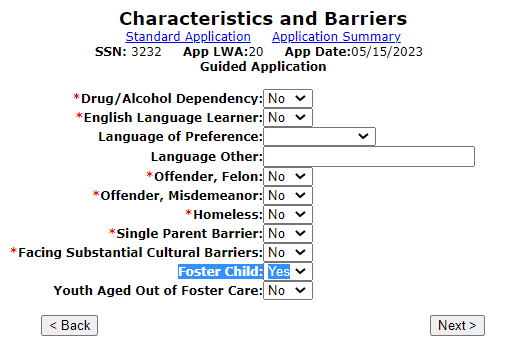 Characteristics and Barriers
Standard Application Application Summary
SSN: 3232 App LWA:20 App Date:05/15/2023
Guided Application
*Drug/Alcohol Dependency: No
*English Language Learner: No
Language of Preference:
Language Other:
*Offender, Felon: No
*Offender, Misdemeanor: No
*Homeless: No
*Single Parent Barrier: No
*Facing Substantial Cultural Barriers: No
Foster Child: Yes
Youth Aged Out of Foster Care: No
< Back Next >